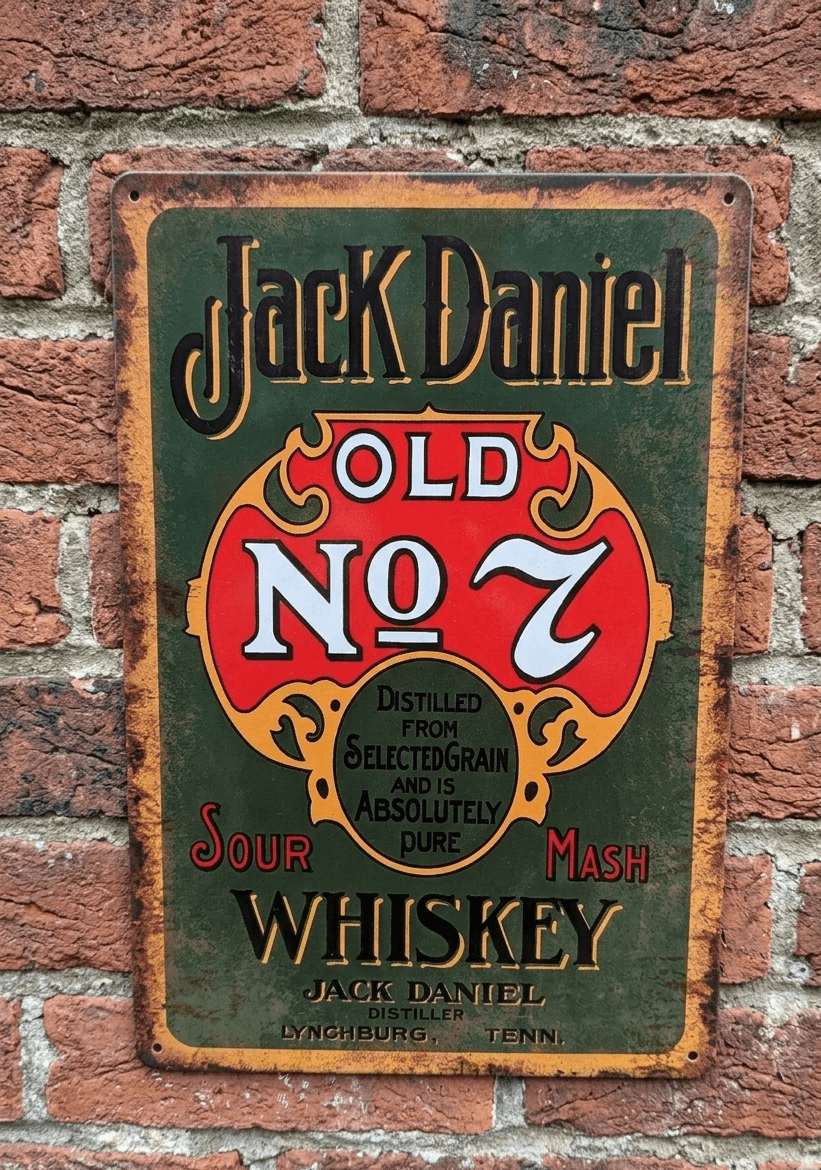 Jack Daniel
OLD
No 7
DISTILLED
FROM
SELECTED GRAIN
AND IS
ABSOLUTELY
PURE
SOUR MASH
WHISKEY
JACK DANIEL
DISTILLER
LYNCHBURG, TENN.